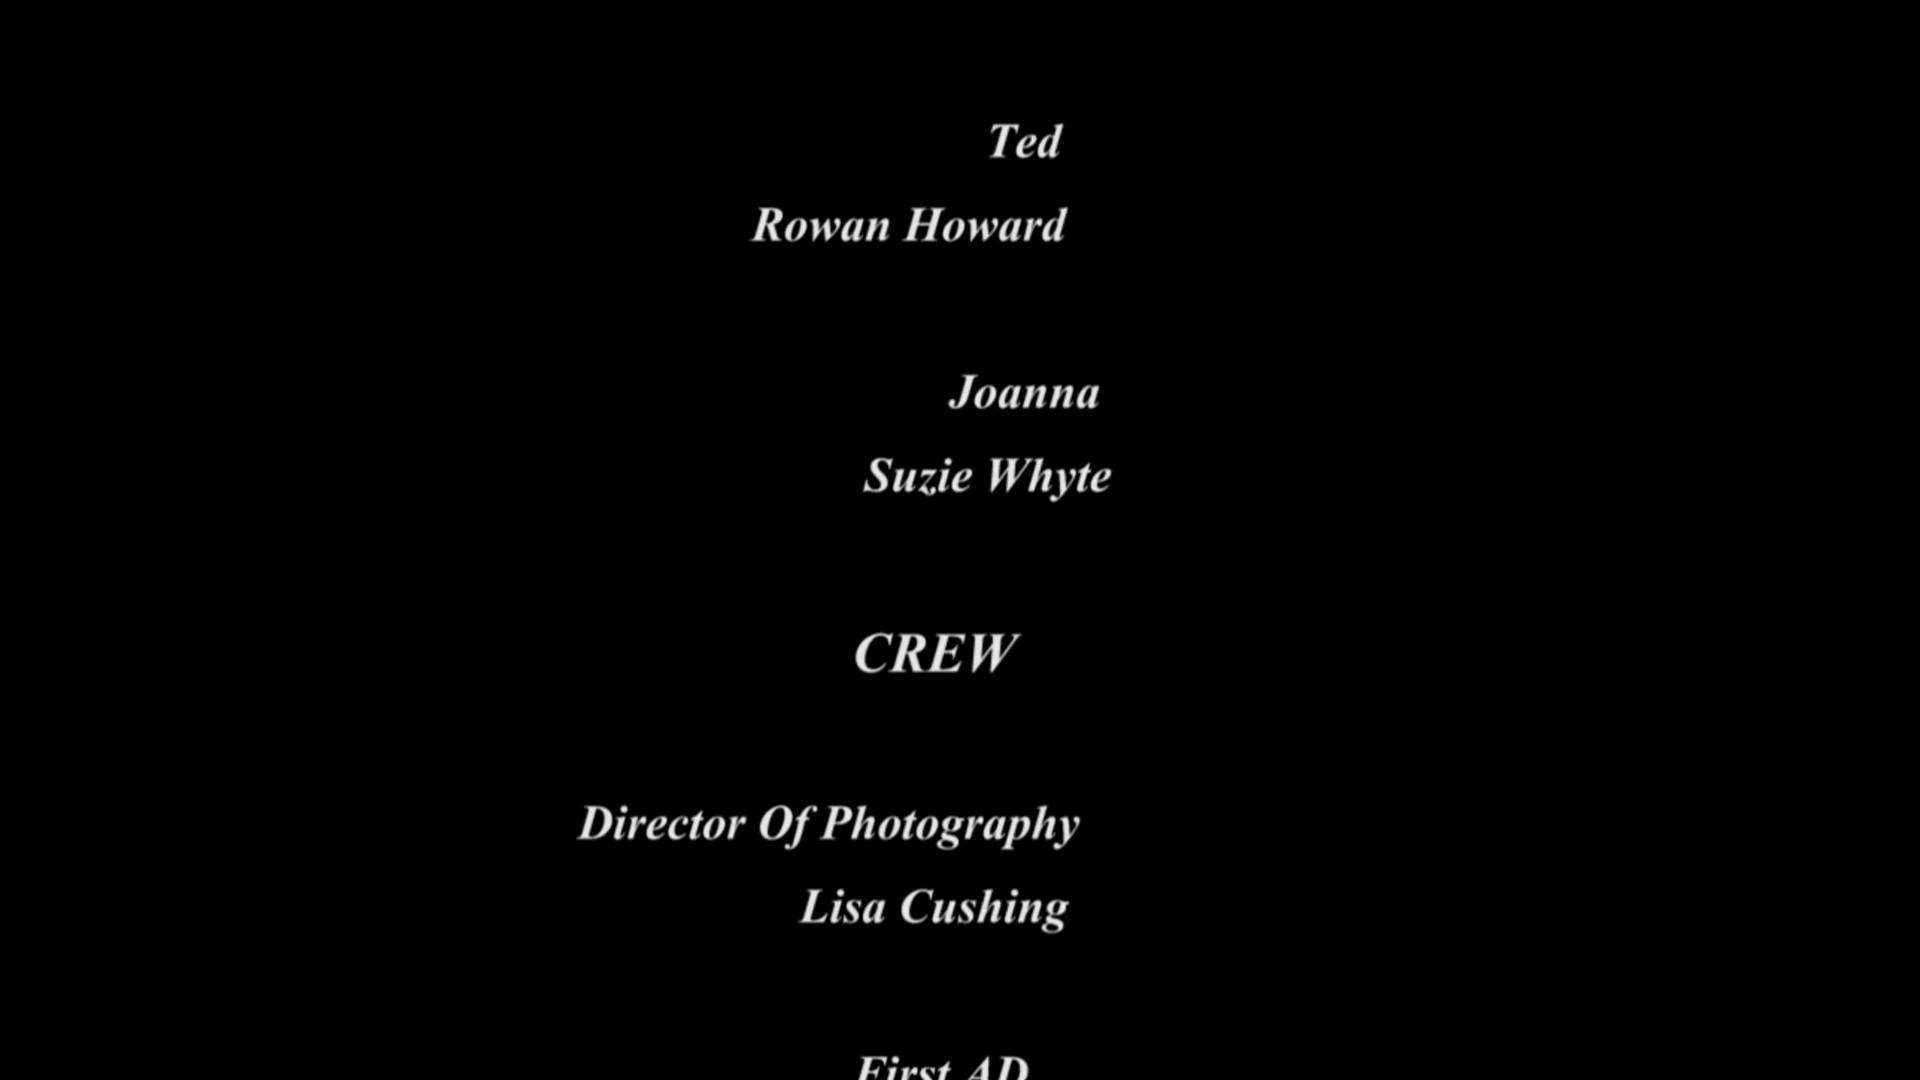 Ted
Rowan Howard
Joanna
Suzie Whyte
CREW
Director Of Photography
Lisa Cushing
First AD